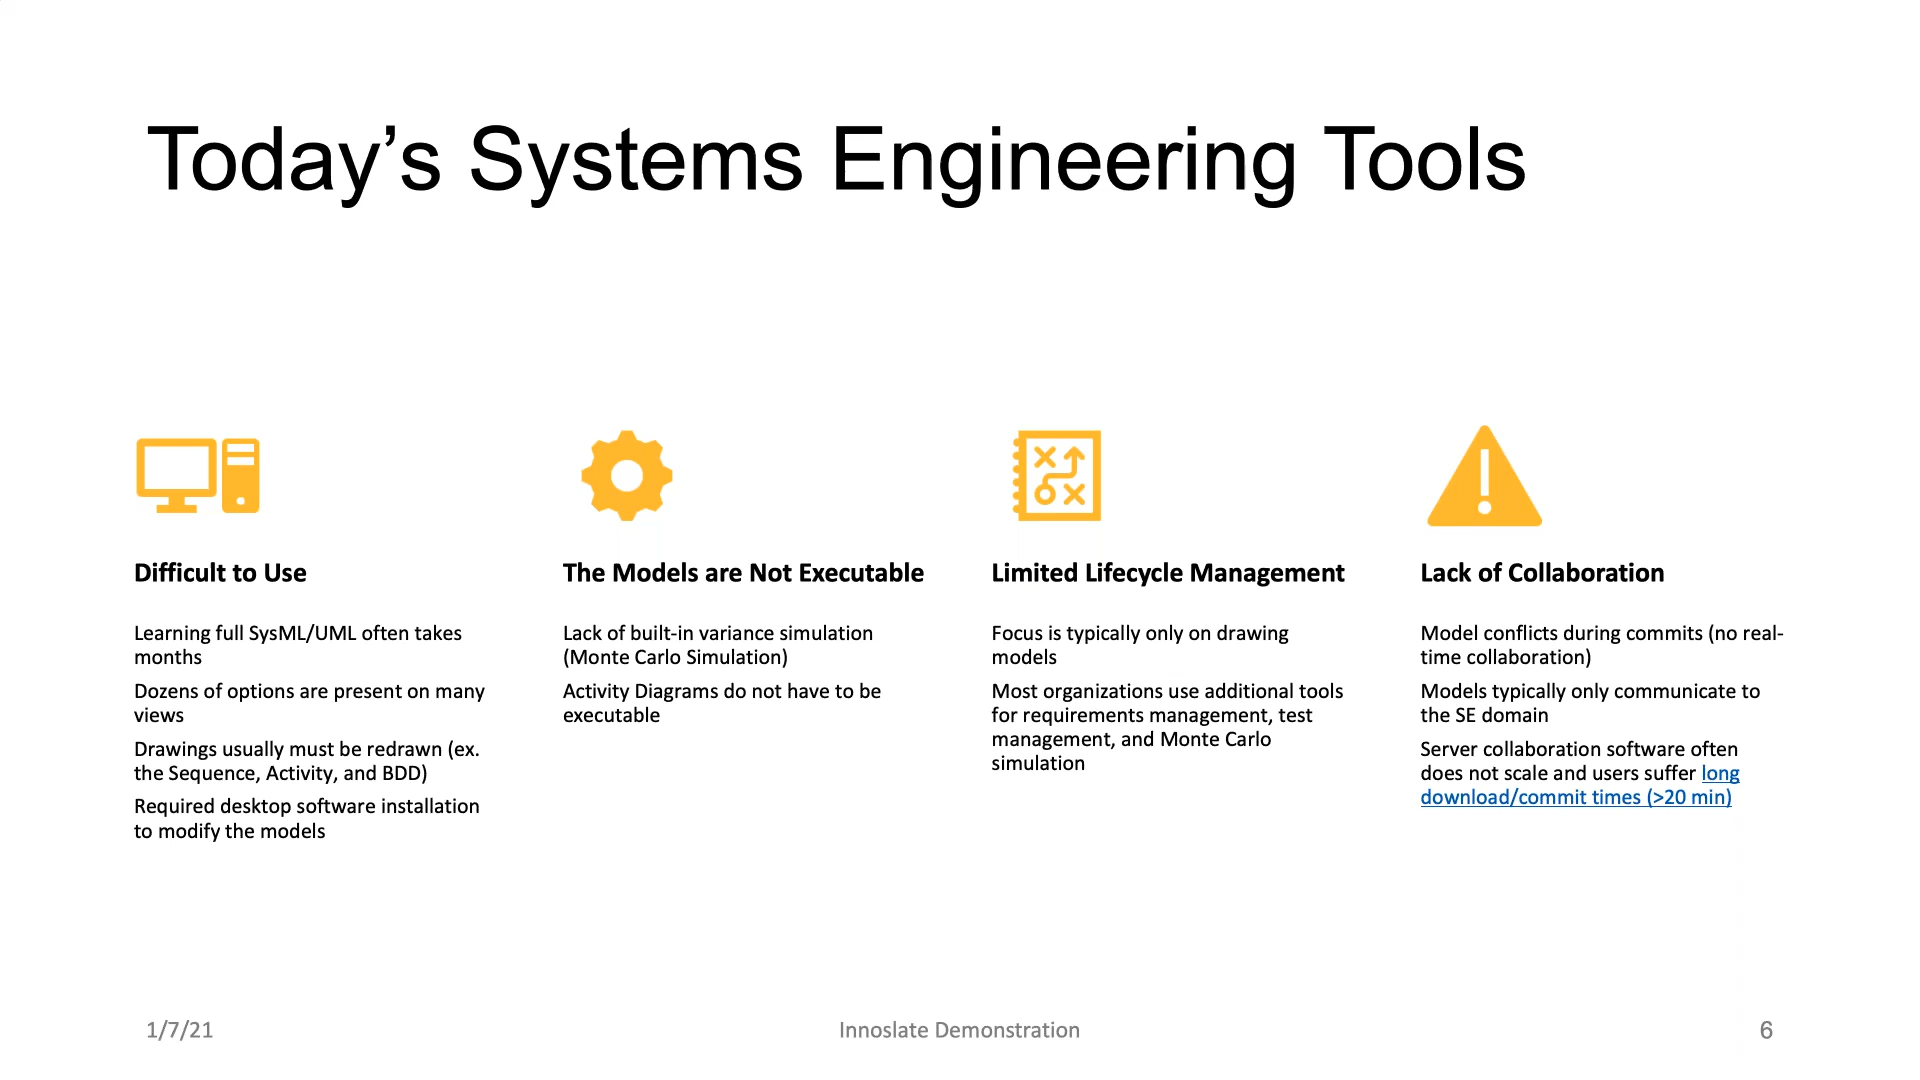 Today’s Systems Engineering Tools
Difficult to Use
Learning full SysML/UML often takes
months
Dozens of options are present on many
views
Drawings usually must be redrawn (ex.
the Sequence, Activity, and BDD)
Required desktop software installation
to modify the models
The Models are Not Executable
Lack of built-in variance simulation
(Monte Carlo Simulation)
Activity Diagrams do not have to be
executable
Limited Lifecycle Management
Focus is typically only on drawing
models
Most organizations use additional tools
for requirements management, test
management, and Monte Carlo
simulation
Lack of Collaboration
Model conflicts during commits (no real-
time collaboration)
Models typically only communicate to
the SE domain
Server collaboration software often
does not scale and users suffer long
download/commit times (>20 min)
1/7/21
Innoslate Demonstration
6